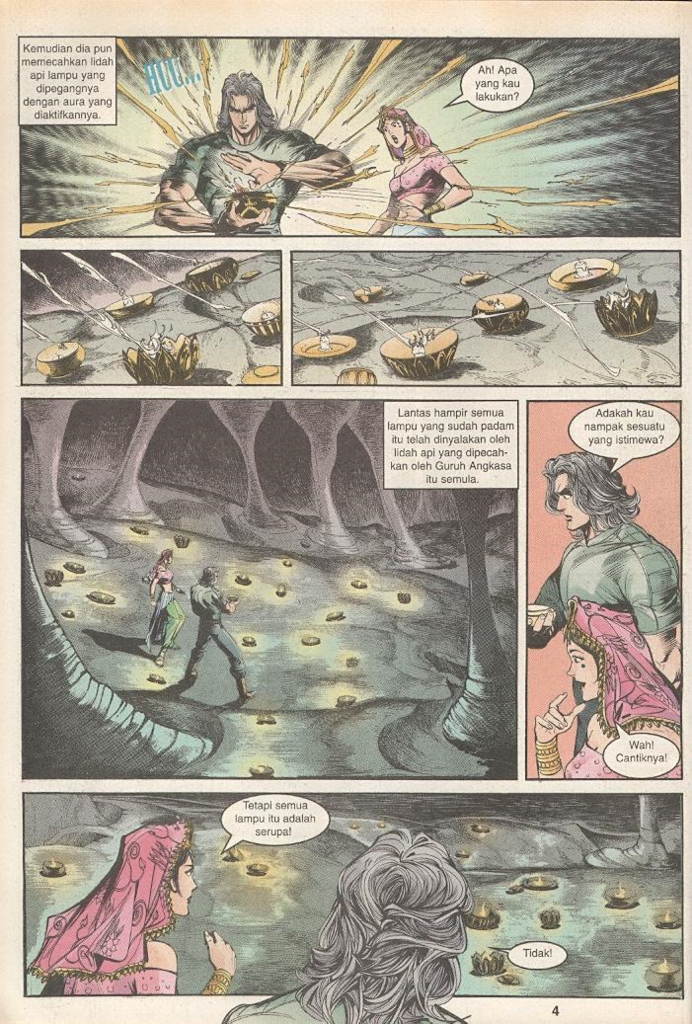 Kemudian dia pun
memecahkan lidah
api lampu yang
dipegangnya
dengan aura yang
diaktifkannya.
HUU...
Ah! Apa
yang kau
lakukan?
Lantas hampir semua
lampu yang sudah padam
itu telah dinyalakan oleh
lidah api yang dipecah-
kan oleh Guruh Angkasa
itu semula.
Adakah kau
nampak sesuatu
yang istimewa?
Wah!
Cantiknya!
Tetapi semua
lampu itu adalah
serupa!
Tidak!
4